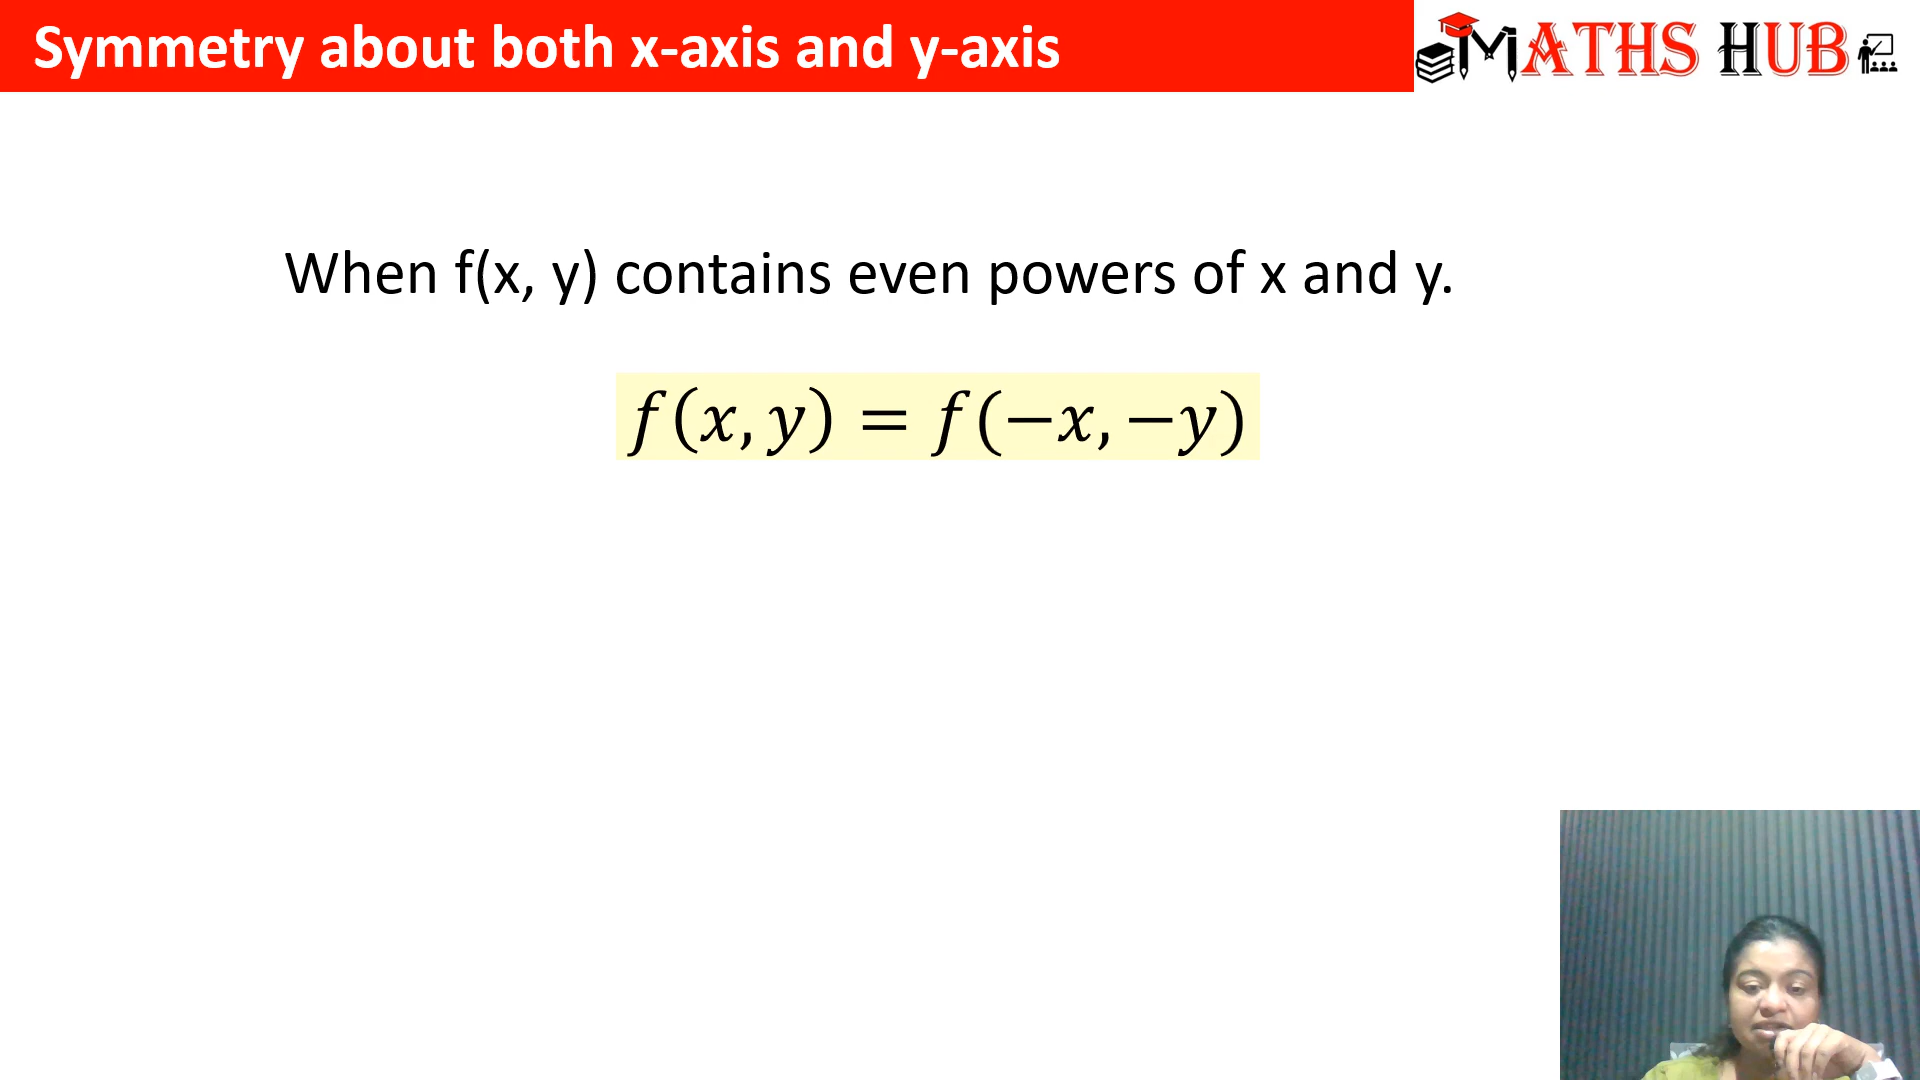 Symmetry about both x-axis and y-axis
MATHS HUB
When f(x, y) contains even powers of x and y.
𝑓(𝑥, 𝑦) = 𝑓(−𝑥, −𝑦)